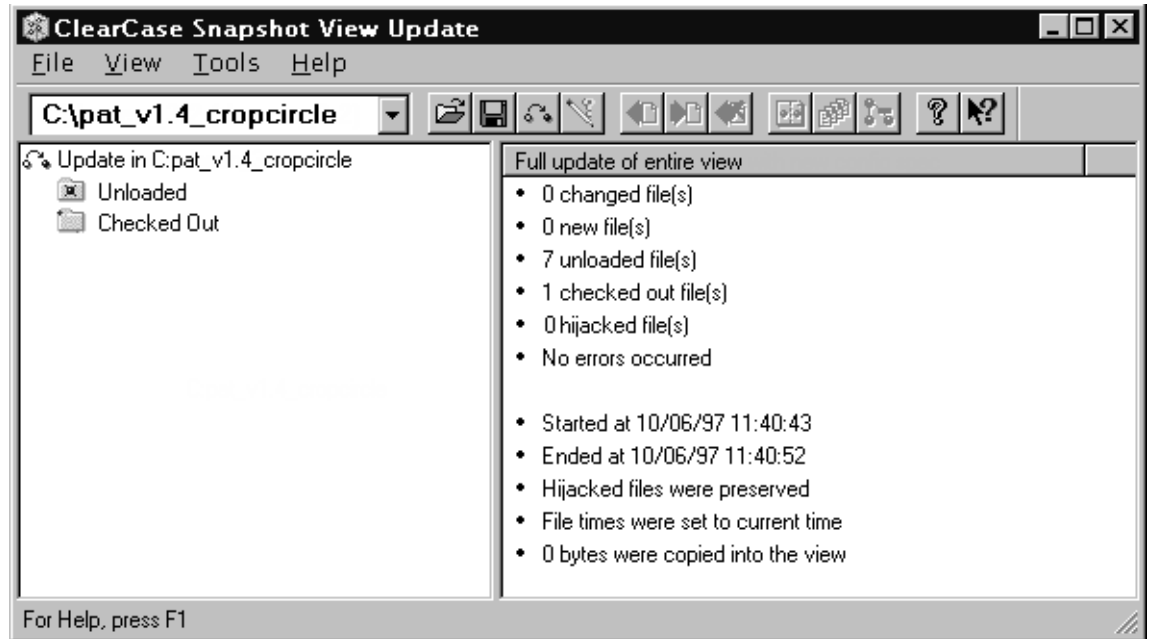 ClearCase Snapshot View Update
File View Tools Help
C:\pat_v1.4_cropcircle
Update in C:pat_v1.4_cropcircle
Unloaded
Checked Out
Full update of entire view
• 0 changed file(s)
• 0 new file(s)
• 7 unloaded file(s)
• 1 checked out file(s)
• 0 hijacked file(s)
• No errors occurred
• Started at 10/06/97 11:40:43
• Ended at 10/06/97 11:40:52
• Hijacked files were preserved
• File times were set to current time
• 0 bytes were copied into the view
For Help, press F1